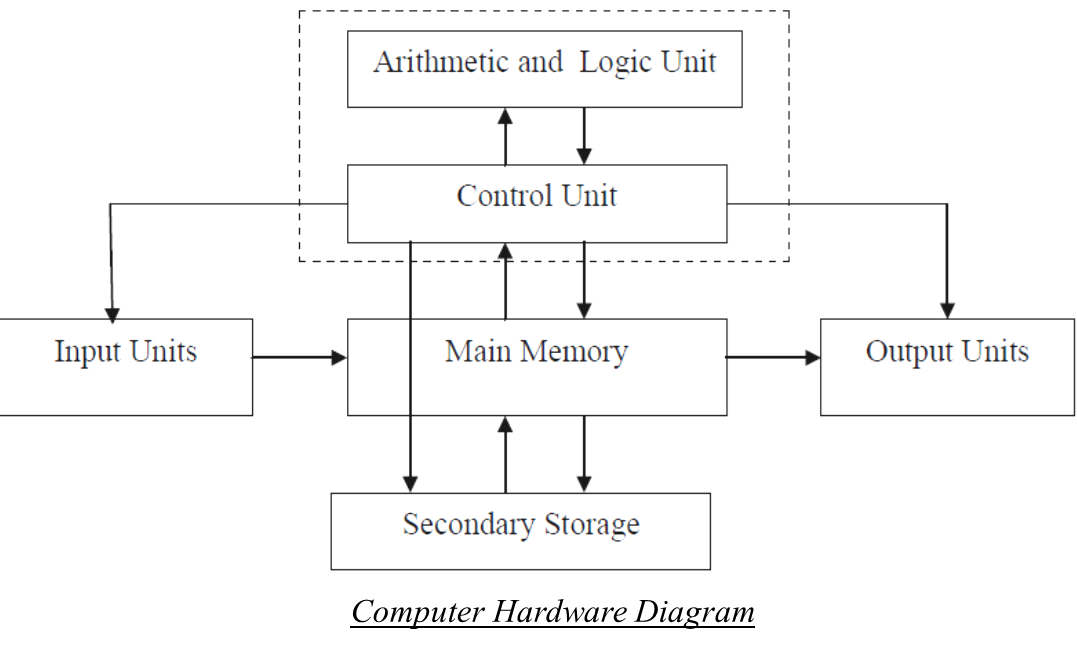 Arithmetic and Logic Unit
Control Unit
Input Units
Main Memory
Output Units
Secondary Storage
Computer Hardware Diagram